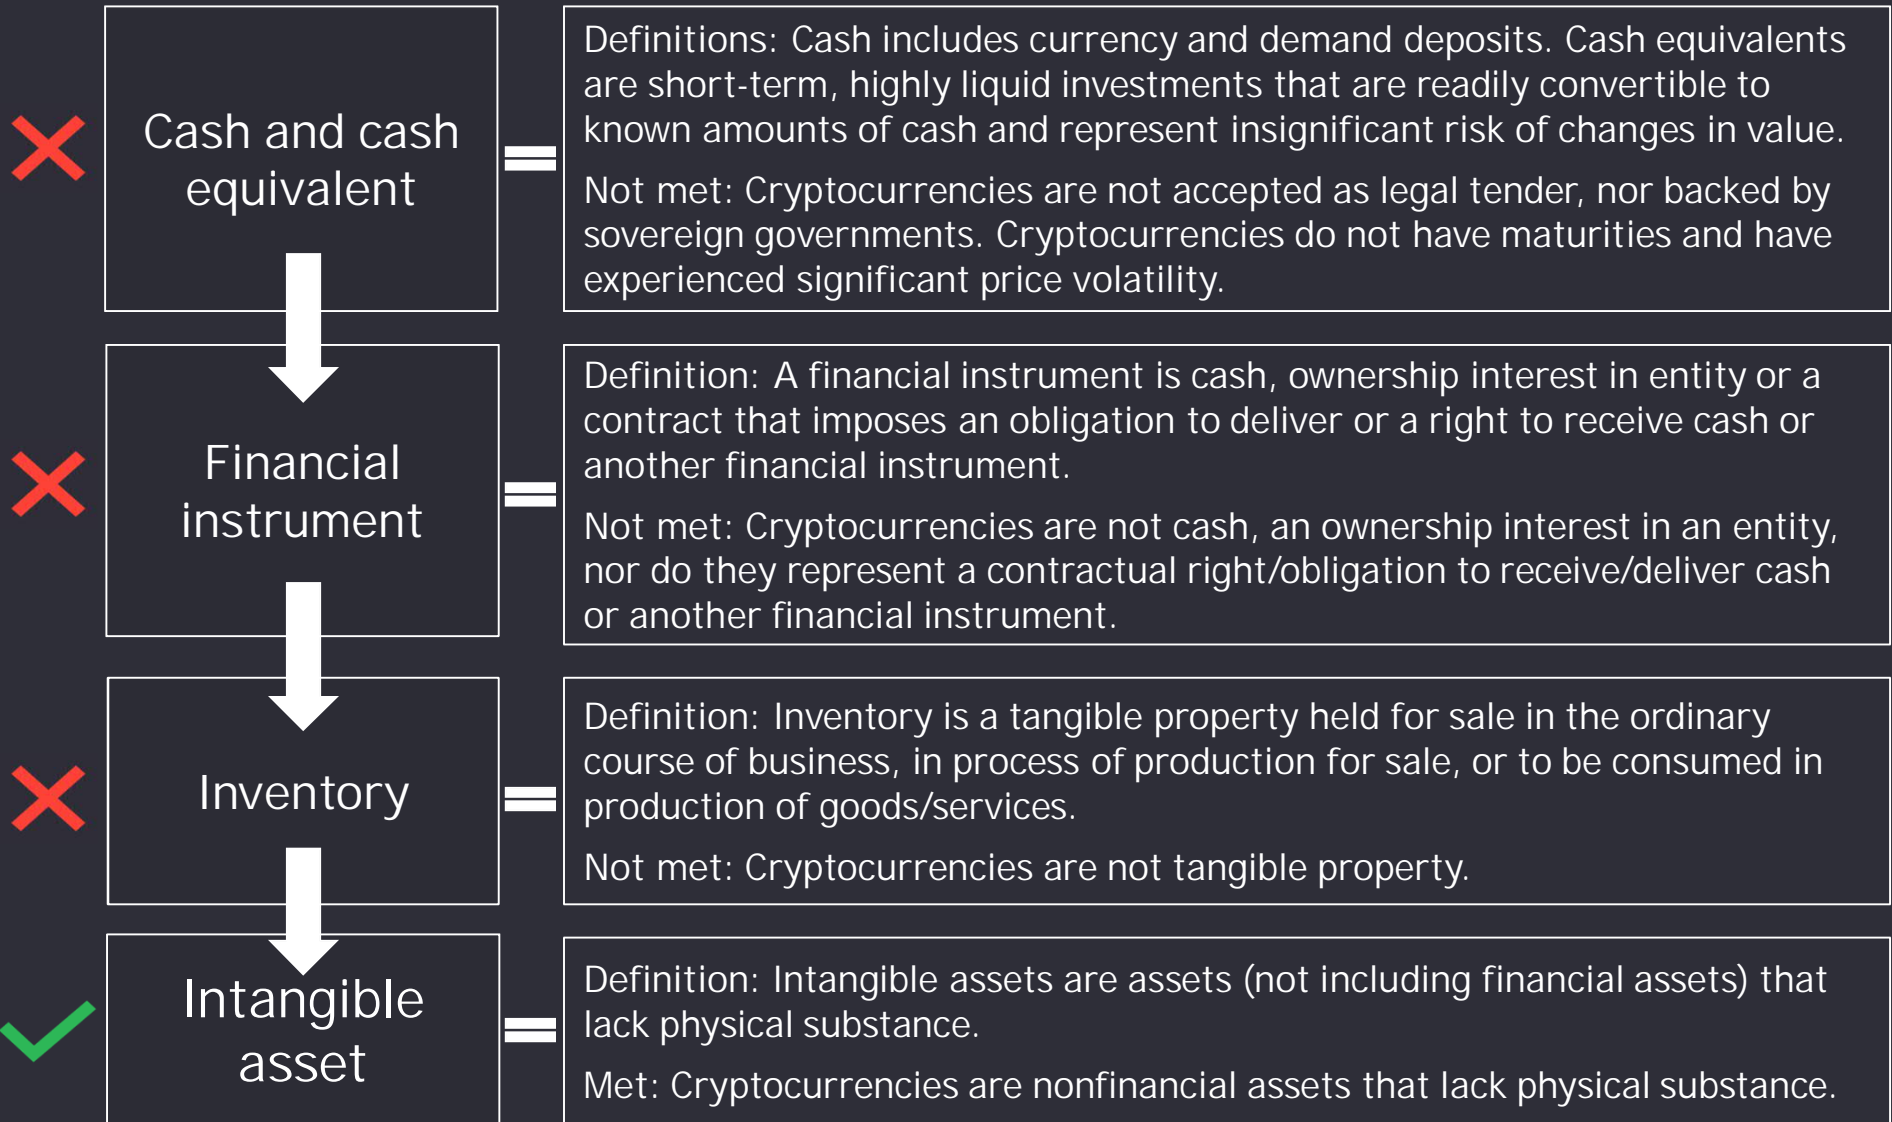 Cash and cash
equivalent
Definitions: Cash includes currency and demand deposits. Cash equivalents
are short-term, highly liquid investments that are readily convertible to
known amounts of cash and represent insignificant risk of changes in value.
Not met: Cryptocurrencies are not accepted as legal tender, nor backed by
sovereign governments. Cryptocurrencies do not have maturities and have
experienced significant price volatility.
Financial
instrument
Definition: A financial instrument is cash, ownership interest in entity or a
contract that imposes an obligation to deliver or a right to receive cash or
another financial instrument.
Not met: Cryptocurrencies are not cash, an ownership interest in an entity,
nor do they represent a contractual right/obligation to receive/deliver cash
or another financial instrument.
Inventory
Definition: Inventory is a tangible property held for sale in the ordinary
course of business, in process of production for sale, or to be consumed in
production of goods/services.
Not met: Cryptocurrencies are not tangible property.
Intangible
asset
Definition: Intangible assets are assets (not including financial assets) that
lack physical substance.
Met: Cryptocurrencies are nonfinancial assets that lack physical substance.